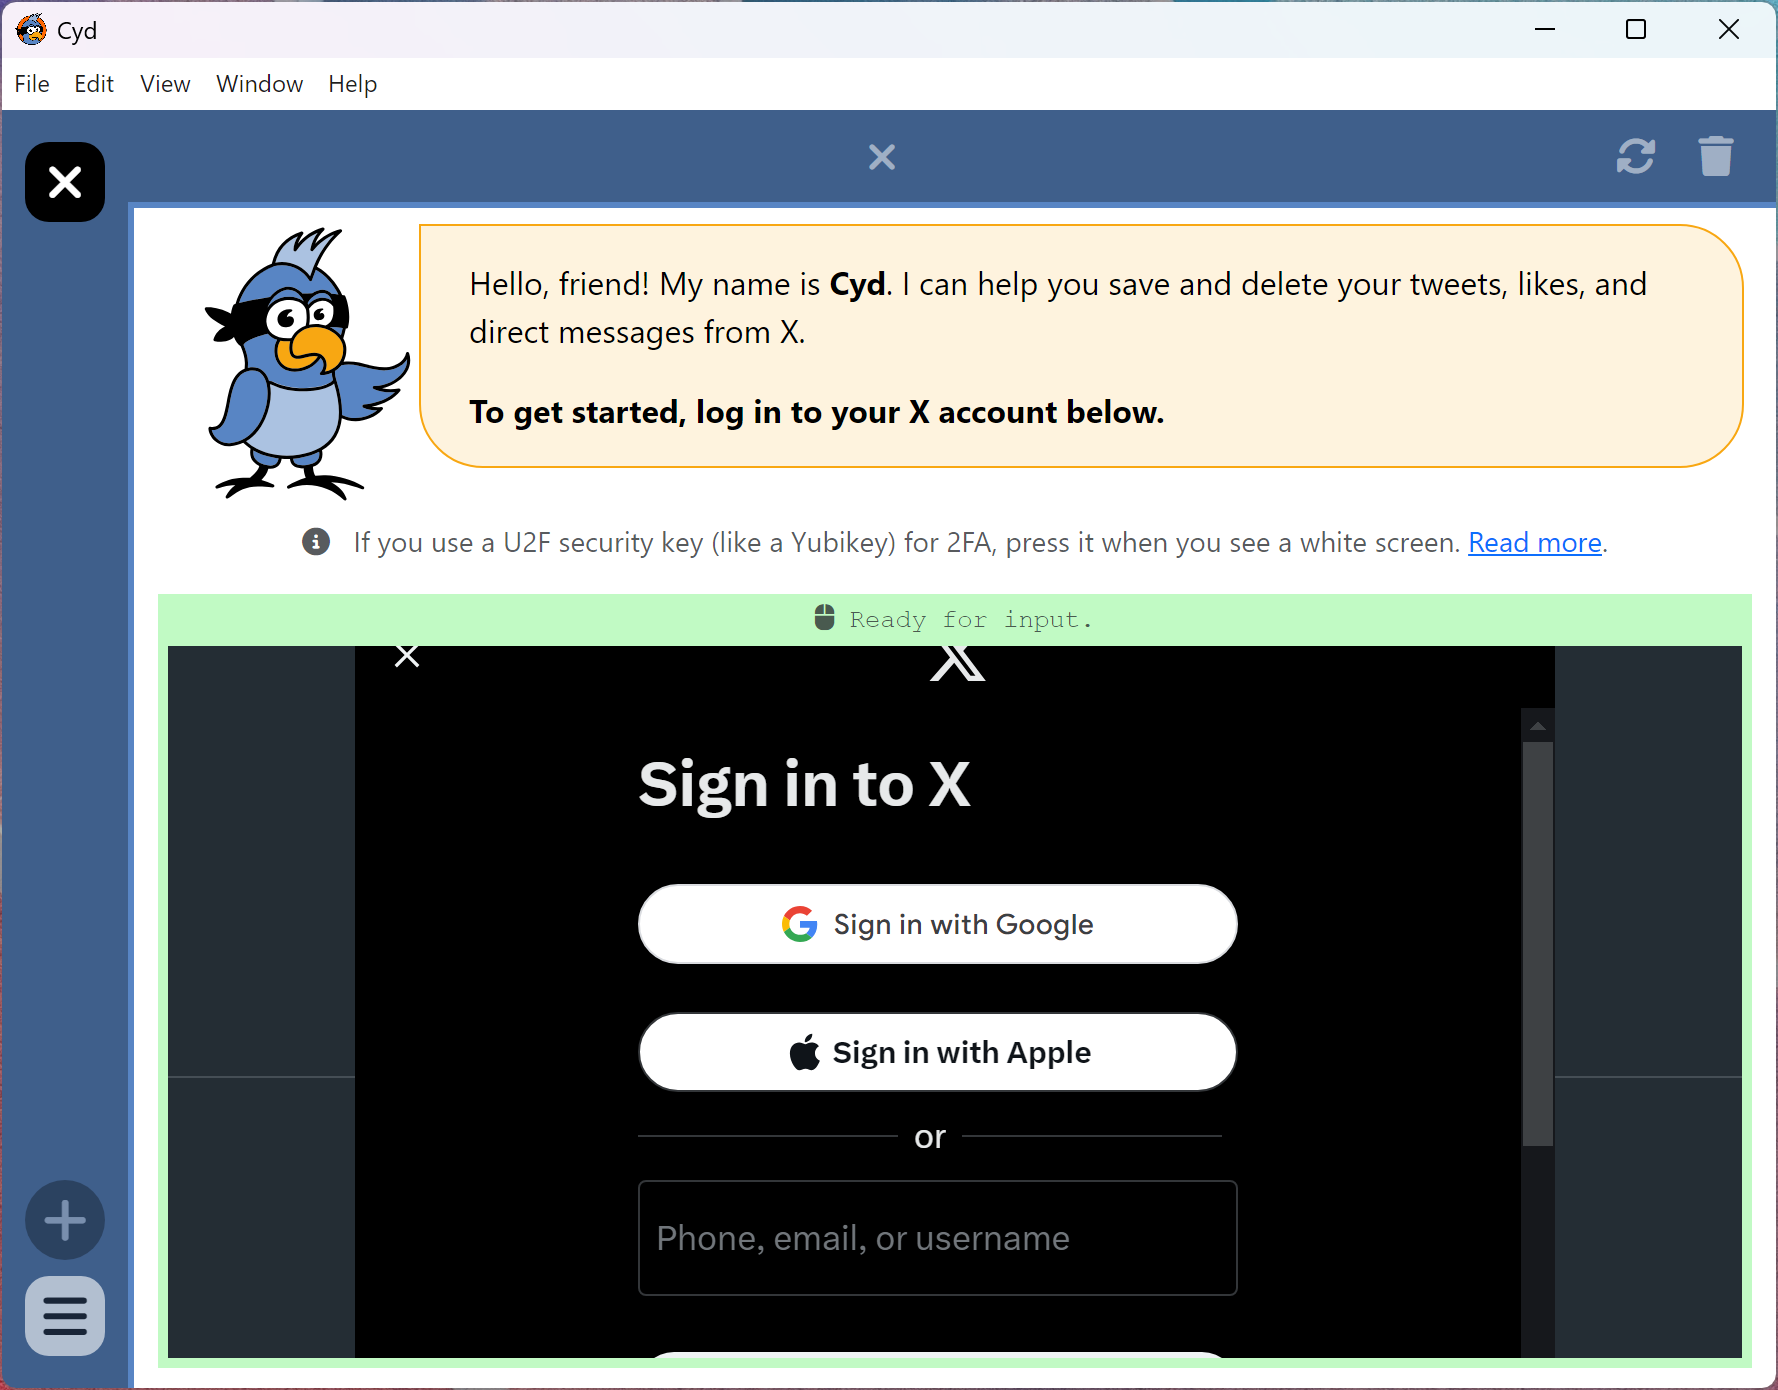 Cyd
File Edit View Window Help
Hello, friend! My name is Cyd. I can help you save and delete your tweets, likes, and
direct messages from X.
To get started, log in to your X account below.
If you use a U2F security key (like a Yubikey) for 2FA, press it when you see a white screen. Read more.
Ready for input.
Sign in to X
Sign in with Google
Sign in with Apple
or
Phone, email, or username